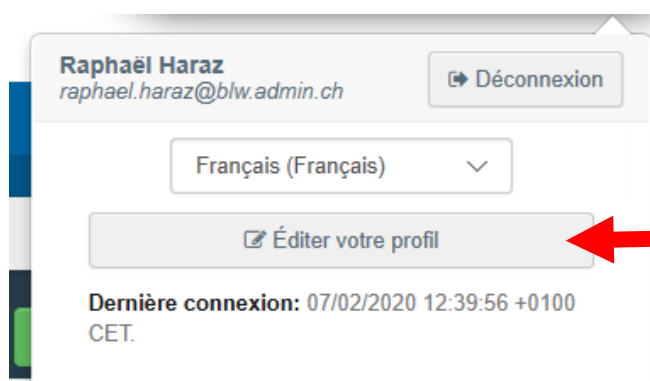 Raphaël Haraz
raphael.haraz@blw.admin.ch
Déconnexion
Français (Français)
Éditer votre profil
Dernière connexion: 07/02/2020 12:39:56 +0100
CET.